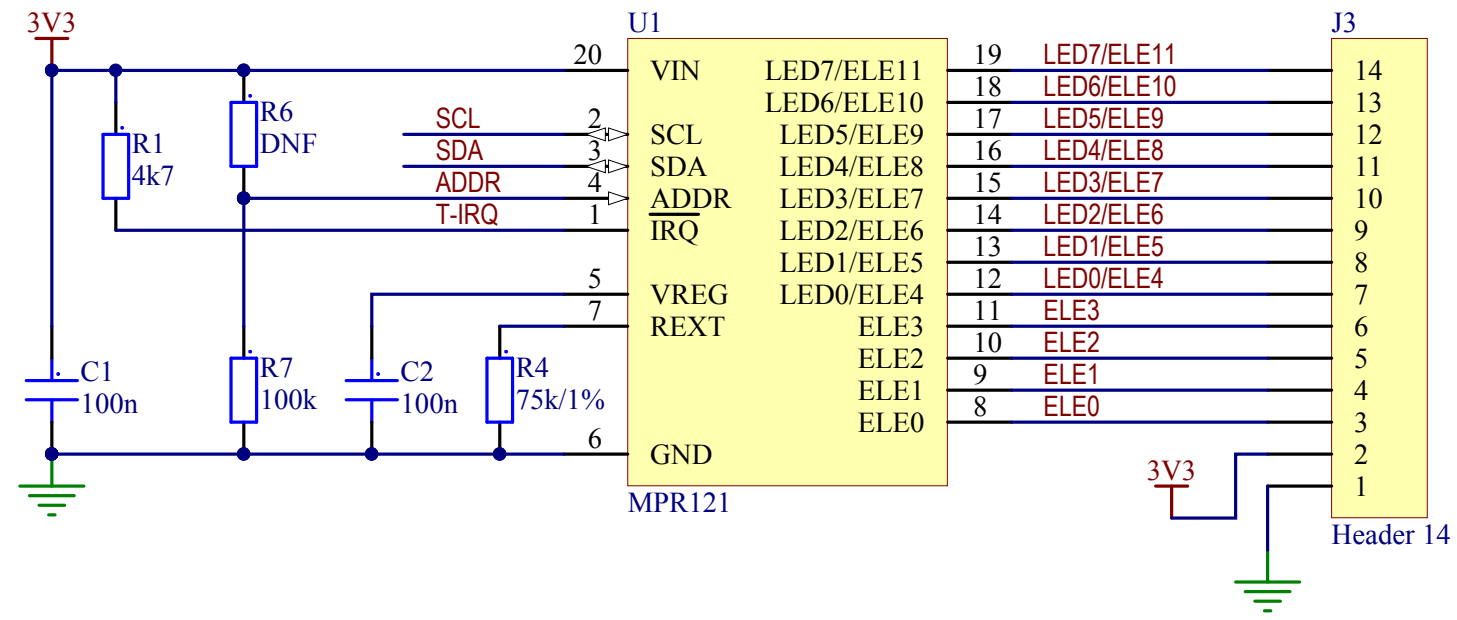 3V3
U1
J3
20
VIN
LED7/ELE11
19
LED7/ELE11
14
LED6/ELE10
18
LED6/ELE10
13
R6
DNF
SCL
2
SCL
LED5/ELE9
17
LED5/ELE9
12
R1
4k7
SDA
3
SDA
LED4/ELE8
16
LED4/ELE8
11
ADDR
4
ADDR
LED3/ELE7
15
LED3/ELE7
10
T-IRQ
1
IRQ
LED2/ELE6
14
LED2/ELE6
9
LED1/ELE5
13
LED1/ELE5
8
5
VREG
LED0/ELE4
12
LED0/ELE4
7
7
REXT
ELE3
11
ELE3
6
ELE2
10
ELE2
5
C1
100n
R7
100k
C2
100n
R4
75k/1%
ELE1
9
ELE1
4
ELE0
8
ELE0
3
6
GND
2
3V3
1
MPR121
Header 14